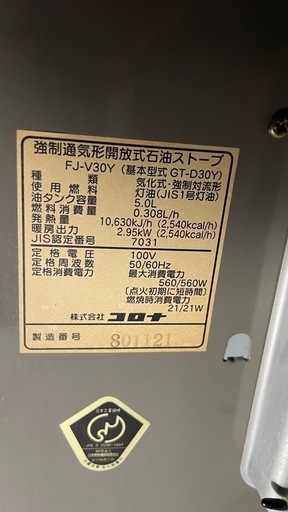 強制通気形開放式石油ストーブ
FJ-V30Y (基本型式 GT-D30Y)
種類 気化式・強制対流形
使用燃料 灯油(JIS1号灯油)
油タンク容量 5.0L
燃料消費量 0.308L/h
発熱量 10,630kJ/h (2,540kcal/h)
暖房出力 2.95kW (2,540kcal/h)
JIS認定番号 7031
定格電圧 100V
定格周波数 50/60Hz
定格消費電力 最大消費電力
560/560W
(点火初期に短時間)
燃焼時消費電力
21/21W
株式会社 コロナ
製造番号 801121